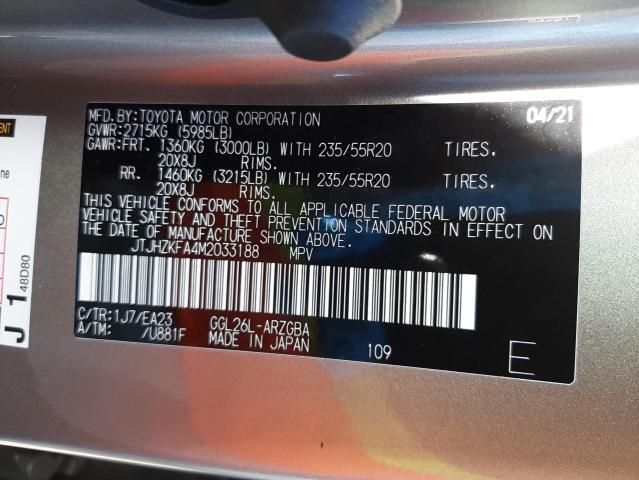 04/21
MFD.BY:TOYOTA MOTOR CORPORATION 04/21
GVWR:2715KG (5985LB)
GAWR:FRT. 1360KG (3000LB) WITH 235/55R20 TIRES,
20X8J RIMS.
RR. 1460KG (3215LB) WITH 235/55R20 TIRES,
20X8J RIMS.
THIS VEHICLE CONFORMS TO ALL APPLICABLE FEDERAL MOTOR
VEHICLE SAFETY AND THEFT PREVENTION STANDARDS IN EFFECT ON
THE DATE OF MANUFACTURE SHOWN ABOVE.
JTJHZKFA4M2033188 MPV
C/TR:1J7/EA23 GGL26L-ARZGBA
A/TM: /U881F MADE IN JAPAN 109 E
J 1 48D80